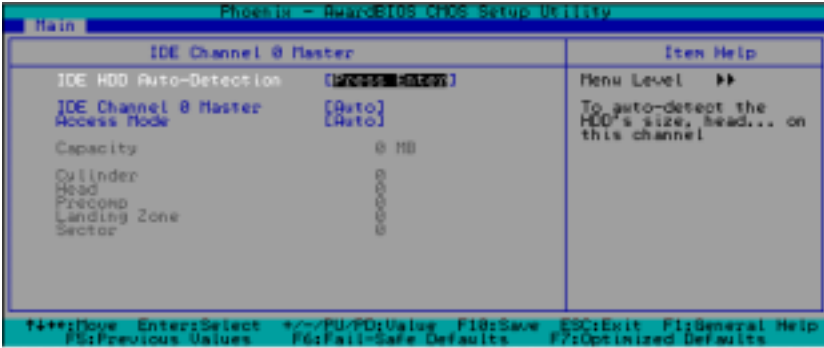 Phoenix - AwardBIOS CMOS Setup Utility
Main
IDE Channel 0 Master
Item Help
IDE HDD Auto-Detection [Press Enter]
IDE Channel 0 Master [Auto]
Access Mode [Auto]
Capacity 0 MB
Cylinder 0
Head 0
Precomp 0
Landing Zone 0
Sector 0
Menu Level ▸▸
To auto-detect the
HDD's size, head... on
this channel
↑↓→←:Move Enter:Select +/-/PU/PD:Value F10:Save ESC:Exit F1:General Help
F5:Previous Values F6:Fail-Safe Defaults F7:Optimized Defaults